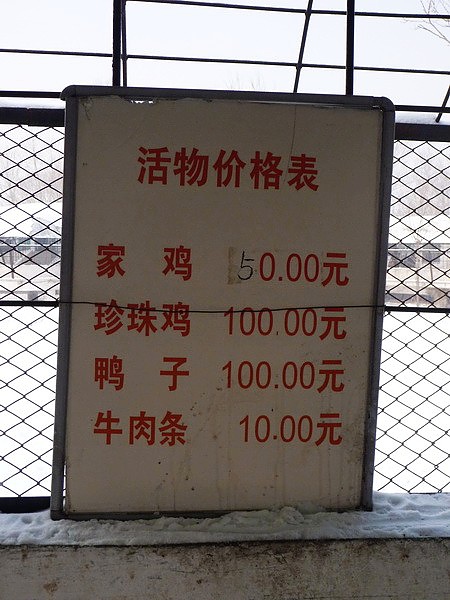 活物价格表
家 鸡 50.00元
珍珠鸡 100.00元
鸭 子 100.00元
牛肉条 10.00元